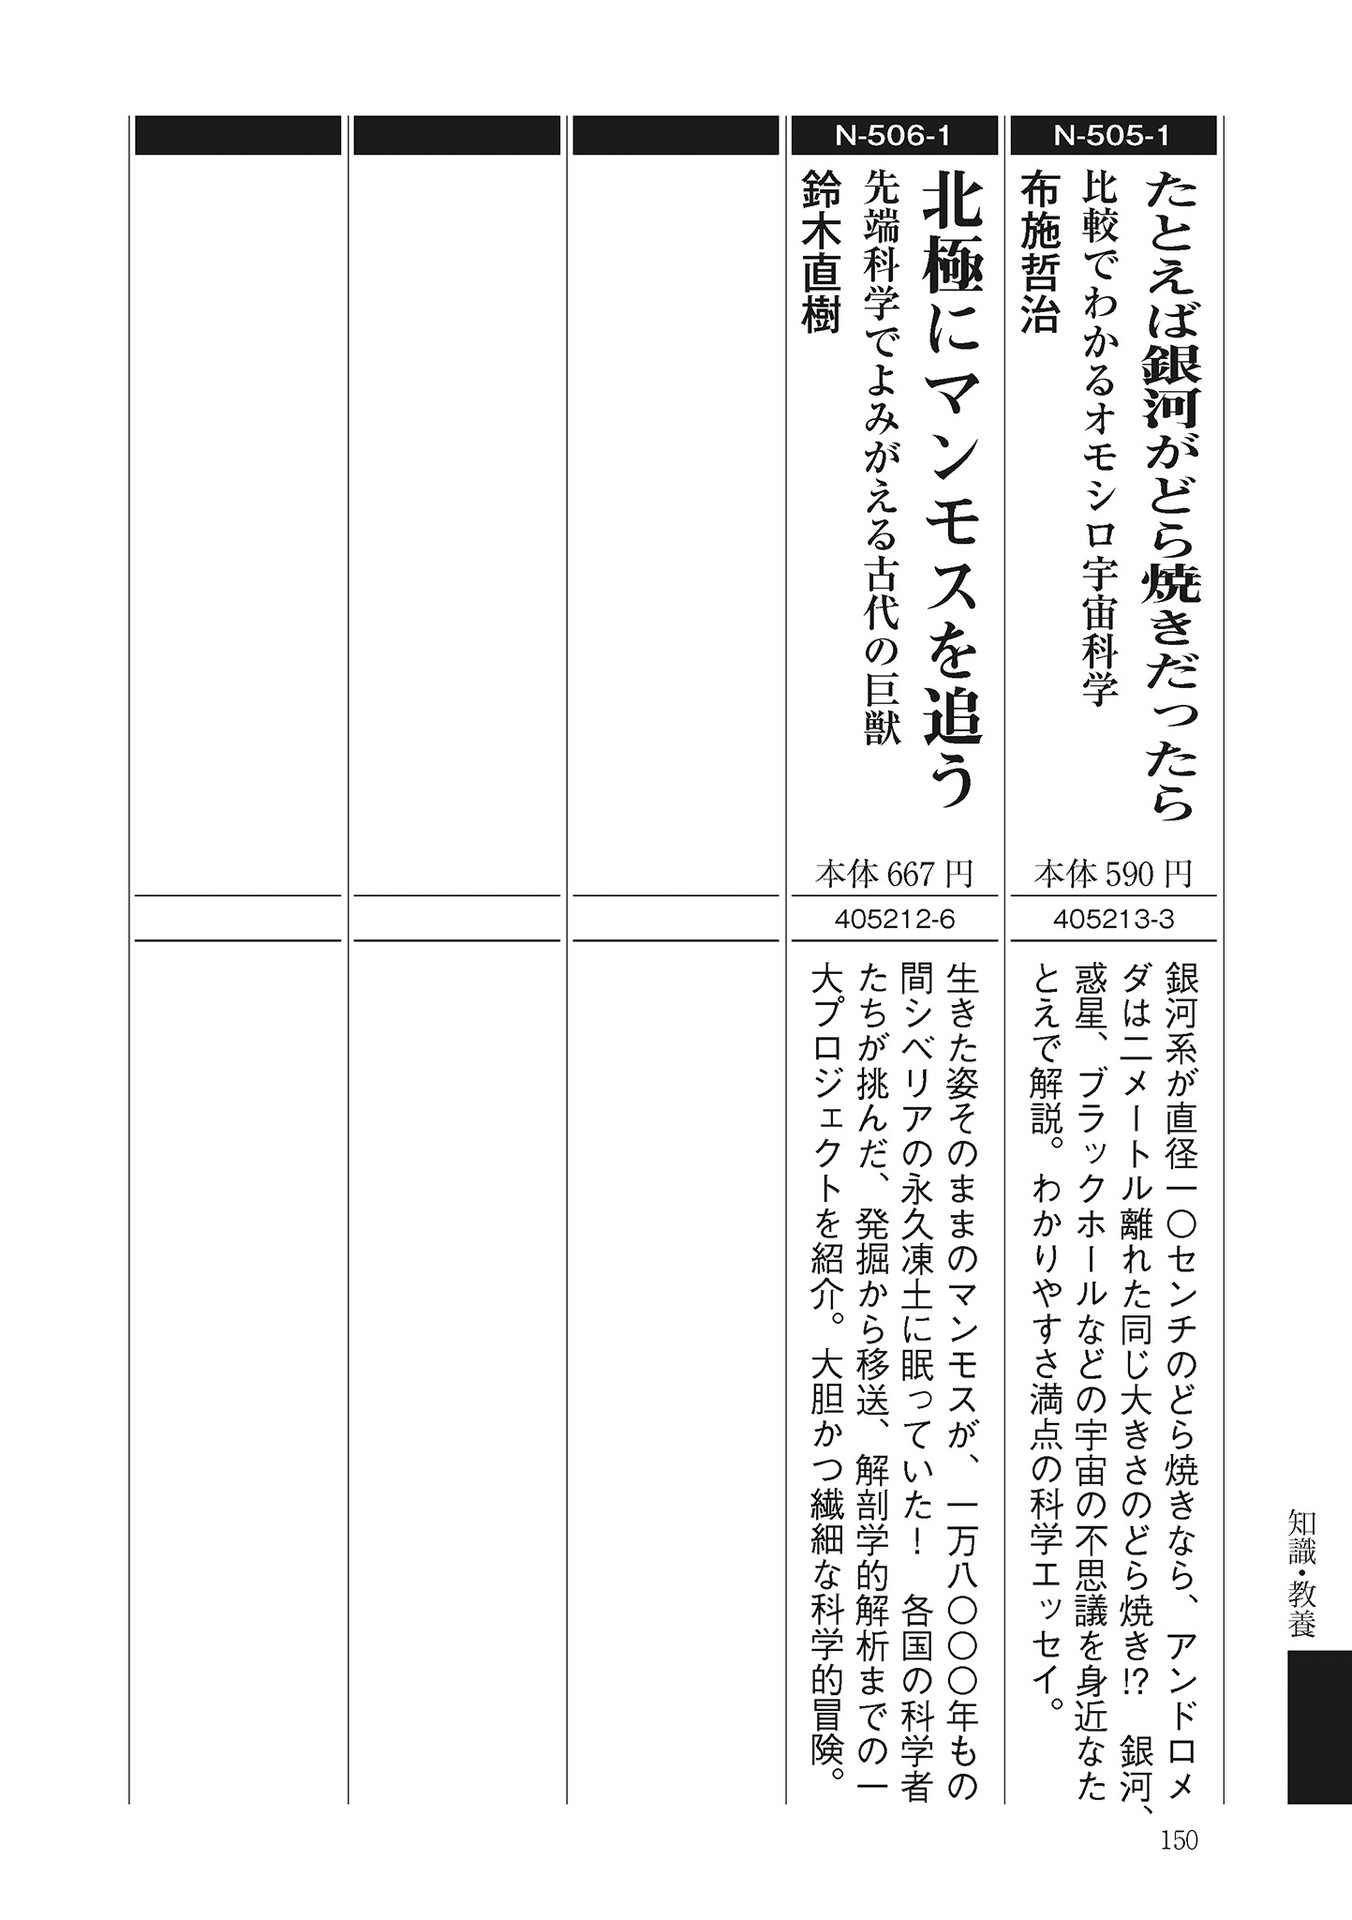 N-505-1
たとえば銀河がどら焼きだったら
比較でわかるオモシロ宇宙科学
布施哲治
本体 590 円
405213-3
銀河系が直径一〇センチのどら焼きなら、アンドロメ
ダは二メートル離れた同じ大きさのどら焼き!?　銀河、
惑星、ブラックホールなどの宇宙の不思議を身近なた
とえで解説。わかりやすさ満点の科学エッセイ。
N-506-1
北極にマンモスを追う
先端科学でよみがえる古代の巨獣
鈴木直樹
本体 667 円
405212-6
生きた姿そのままのマンモスが、一万八〇〇〇年もの
間シベリアの永久凍土に眠っていた！　各国の科学者
たちが挑んだ、発掘から移送、解剖学的解析までの一
大プロジェクトを紹介。大胆かつ繊細な科学的冒険。
知識・教養
150